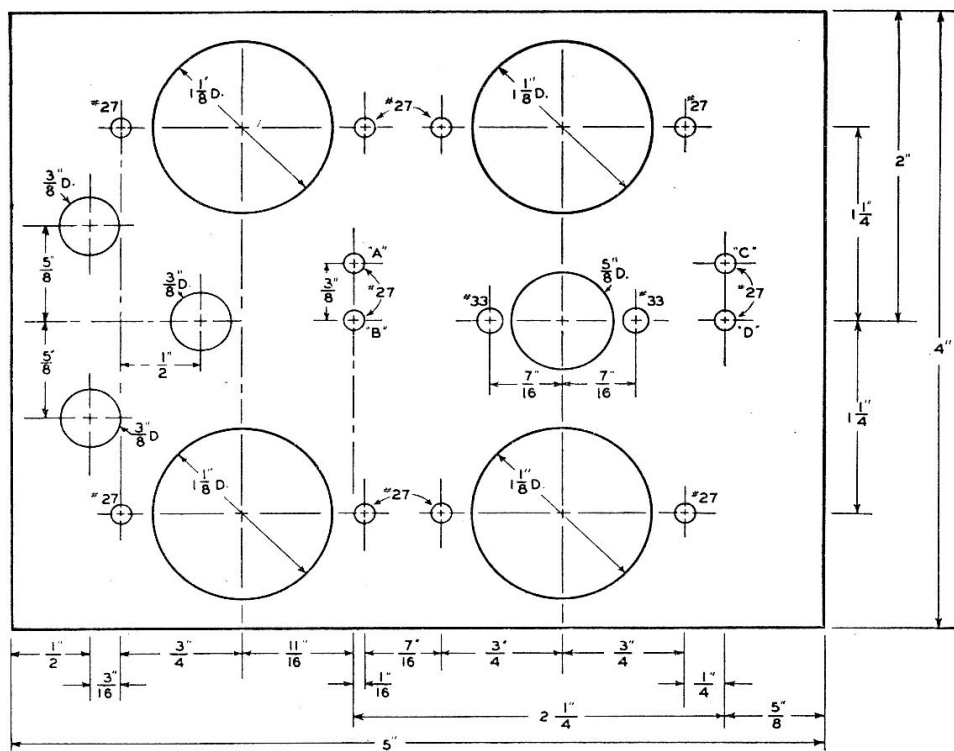 1 1/8" D.
1 1/8" D.
#27
#27
#27
3/8" D.
2"
1 1/4"
5/8"
"A"
3/8"
#27
"B"
5/8" D.
#33
#33
"C"
#27
"D"
3/8" D.
4"
5/8"
1/2"
7/16"
7/16"
1 1/4"
3/8" D
1 1/8" D.
1 1/8" D.
#27
#27
#27
1/2"
3/4"
11/16"
7/16"
3/4"
3/4"
3/16"
1/16"
1/4"
2 1/4"
5/8"
5"